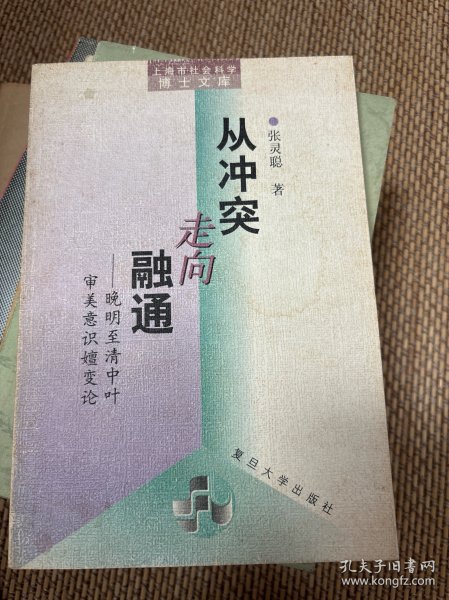 上海市社会科学
博士文库
张灵聪 著
从冲突
走向
融通
——晚明至清中叶
审美意识嬗变论
复旦大学出版社
孔夫子旧书网
www.kongfz.com